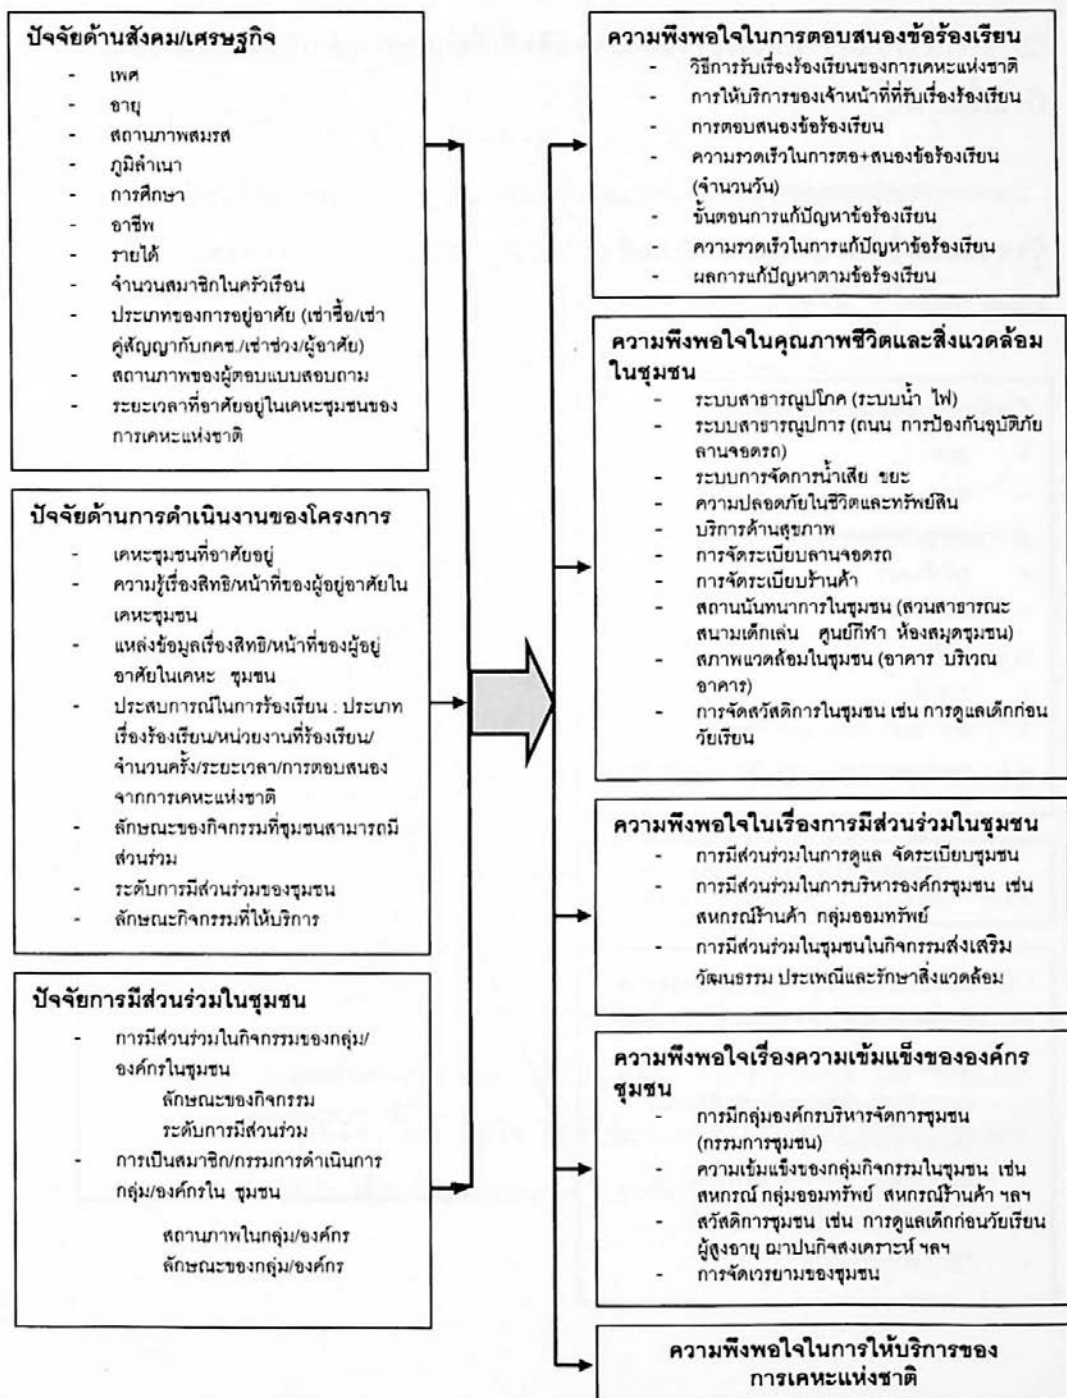 ปัจจัยด้านสังคม/เศรษฐกิจ
- เพศ
- อายุ
- สถานภาพสมรส
- ภูมิลำเนา
- การศึกษา
- อาชีพ
- รายได้
- จำนวนสมาชิกในครัวเรือน
- ประเภทของการอยู่อาศัย (เช่าซื้อ/เช่า
คู่สัญญากับกคช./เช่าช่วง/ผู้อาศัย)
- สถานภาพของผู้ตอบแบบสอบถาม
- ระยะเวลาที่อาศัยอยู่ในเคหะชุมชนของ
การเคหะแห่งชาติ
ปัจจัยด้านการดำเนินงานของโครงการ
- เคหะชุมชนที่อาศัยอยู่
- ความรู้เรื่องสิทธิ/หน้าที่ของผู้อยู่อาศัยใน
เคหะชุมชน
- แหล่งข้อมูลเรื่องสิทธิ/หน้าที่ของผู้อยู่
อาศัยในเคหะ ชุมชน
- ประสบการณ์ในการร้องเรียน : ประเภท
เรื่องร้องเรียน/หน่วยงานที่ร้องเรียน/
จำนวนครั้ง/ระยะเวลา/การตอบสนอง
จากการเคหะแห่งชาติ
- ลักษณะของกิจกรรมที่ชุมชนสามารถมี
ส่วนร่วม
- ระดับการมีส่วนร่วมของชุมชน
- ลักษณะกิจกรรมที่ให้บริการ
ปัจจัยการมีส่วนร่วมในชุมชน
- การมีส่วนร่วมในกิจกรรมของกลุ่ม/
องค์กรในชุมชน
ลักษณะของกิจกรรม
ระดับการมีส่วนร่วม
- การเป็นสมาชิก/กรรมการดำเนินการ
กลุ่ม/องค์กรใน ชุมชน
สถานภาพในกลุ่ม/องค์กร
ลักษณะของกลุ่ม/องค์กร
ความพึงพอใจในการตอบสนองข้อร้องเรียน
- วิธีการรับเรื่องร้องเรียนของการเคหะแห่งชาติ
- การให้บริการของเจ้าหน้าที่ที่รับเรื่องร้องเรียน
- การตอบสนองข้อร้องเรียน
- ความรวดเร็วในการตอ+สนองข้อร้องเรียน
(จำนวนวัน)
- ขั้นตอนการแก้ปัญหาข้อร้องเรียน
- ความรวดเร็วในการแก้ปัญหาข้อร้องเรียน
- ผลการแก้ปัญหาตามข้อร้องเรียน
ความพึงพอใจในคุณภาพชีวิตและสิ่งแวดล้อม
ในชุมชน
- ระบบสาธารณูปโภค (ระบบน้ำ ไฟ)
- ระบบสาธารณูปการ (ถนน การป้องกันอุบัติภัย
ลานจอดรถ)
- ระบบการจัดการน้ำเสีย ขยะ
- ความปลอดภัยในชีวิตและทรัพย์สิน
- บริการด้านสุขภาพ
- การจัดระเบียบลานจอดรถ
- การจัดระเบียบร้านค้า
- สถานนันทนาการในชุมชน (สวนสาธารณะ
สนามเด็กเล่น ศูนย์กีฬา ห้องสมุดชุมชน)
- สภาพแวดล้อมในชุมชน (อาคาร บริเวณ
อาคาร)
- การจัดสวัสดิการในชุมชน เช่น การดูแลเด็กก่อน
วัยเรียน
ความพึงพอใจในเรื่องการมีส่วนร่วมในชุมชน
- การมีส่วนร่วมในการดูแล จัดระเบียบชุมชน
- การมีส่วนร่วมในการบริหารองค์กรชุมชน เช่น
สหกรณ์ร้านค้า กลุ่มออมทรัพย์
- การมีส่วนร่วมในชุมชนในกิจกรรมส่งเสริม
วัฒนธรรม ประเพณีและรักษาสิ่งแวดล้อม
ความพึงพอใจเรื่องความเข้มแข็งขององค์กร
ชุมชน
- การมีกลุ่มองค์กรบริหารจัดการชุมชน
(กรรมการชุมชน)
- ความเข้มแข็งของกลุ่มกิจกรรมในชุมชน เช่น
สหกรณ์ กลุ่มออมทรัพย์ สหกรณ์ร้านค้า ฯลฯ
- สวัสดิการชุมชน เช่น การดูแลเด็กก่อนวัยเรียน
ผู้สูงอายุ ฌาปนกิจสงเคราะห์ ฯลฯ
- การจัดเวรยามของชุมชน
ความพึงพอใจในการให้บริการของ
การเคหะแห่งชาติ